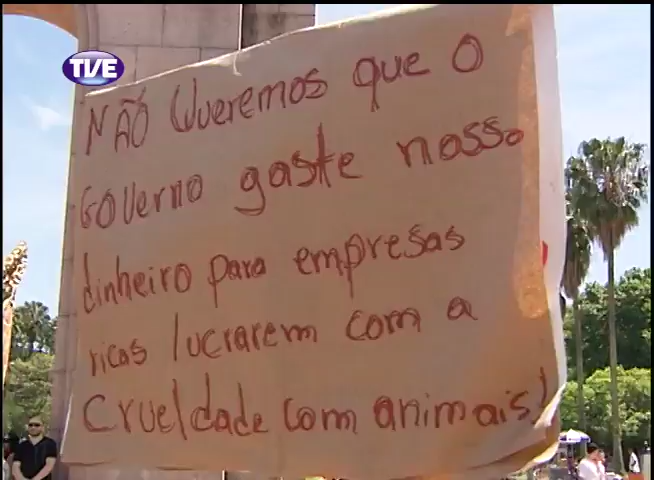 TVE
NÃO Queremos que O
GOVerno gaste nosso
dinheiro para empresas
ricas lucrarem com a
Crueldade com animais!